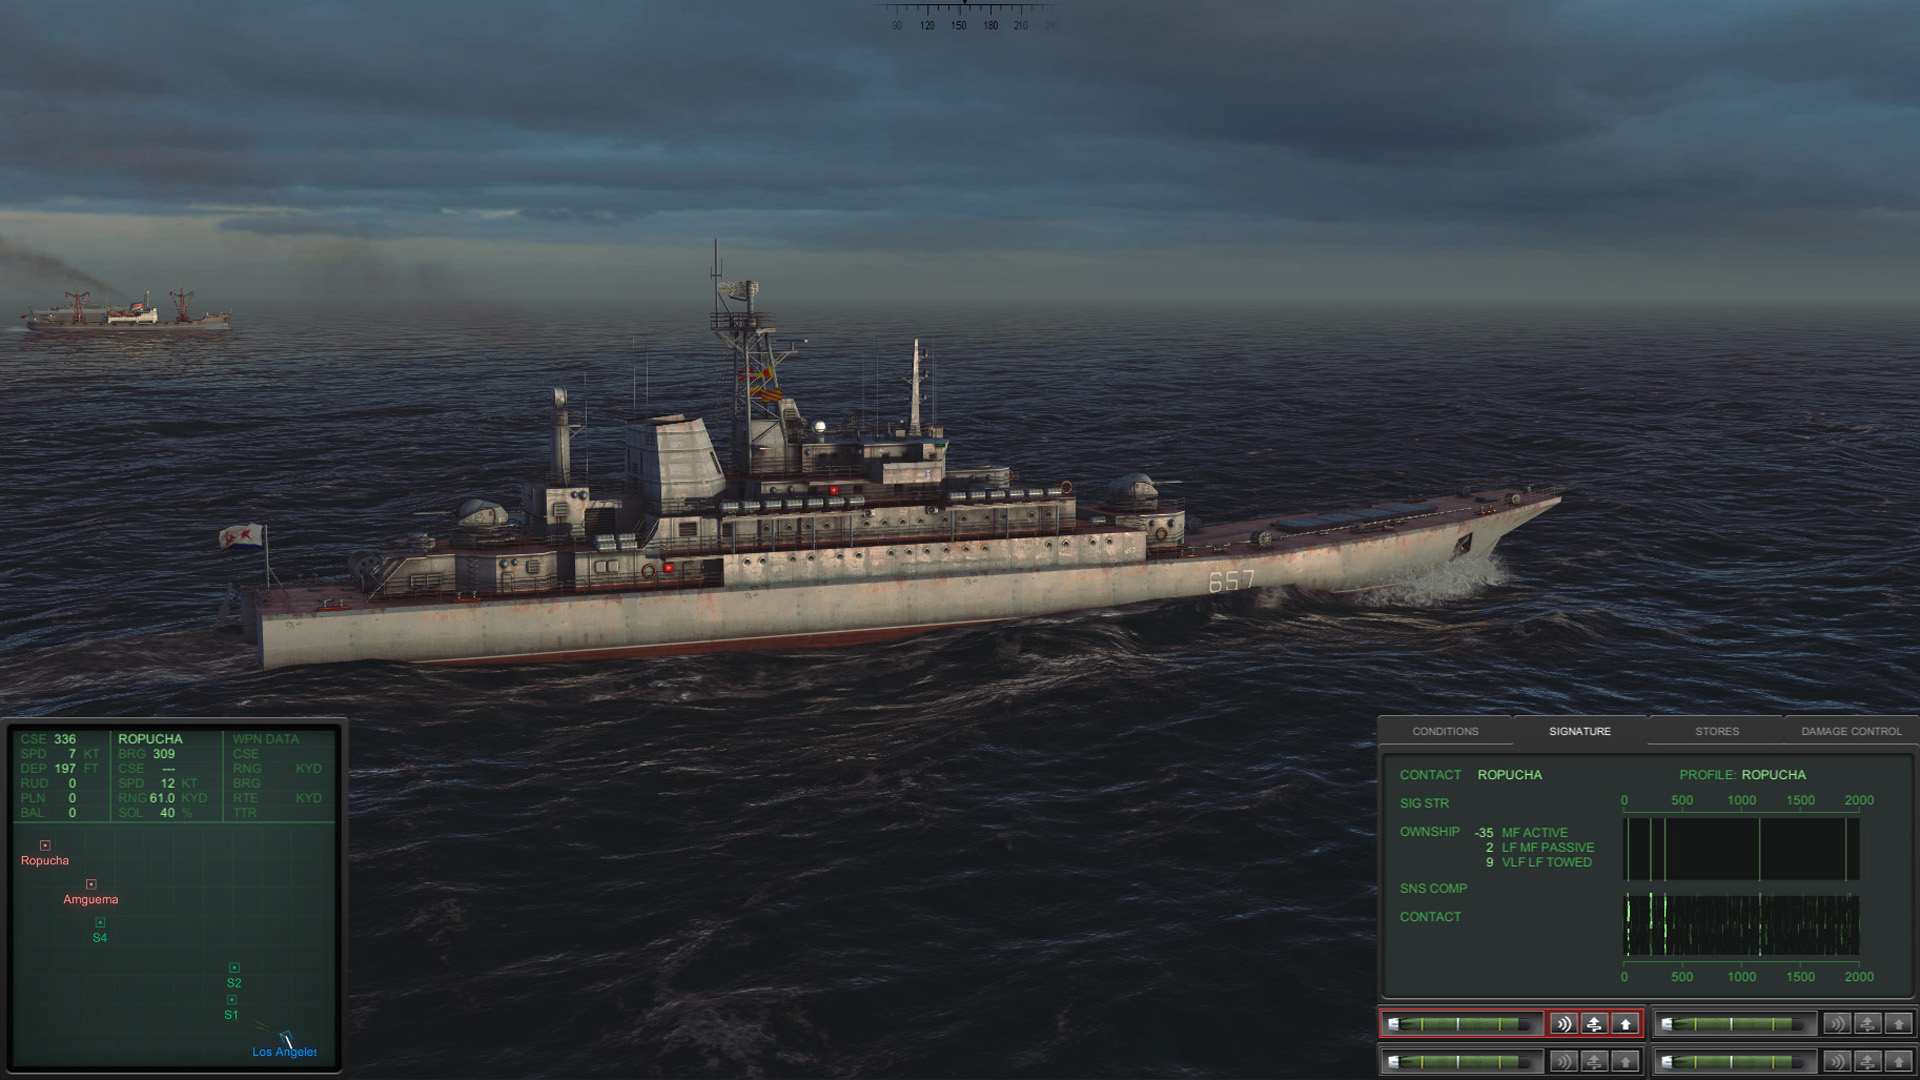 90 120 150 180 210
657
CSE 336
SPD 7 KT
DEP 197 FT
RUD 0
PLN 0
BAL 0
ROPUCHA
BRG 309
CSE ---
SPD 12 KT
RNG 61.0 KYD
SOL 40 %
WPN DATA
CSE
RNG KYD
BRG
RTE KYD
TTR
Ropucha
Amguema
S4
S2
S1
Los Angeles
CONDITIONS SIGNATURE STORES DAMAGE CONTROL
CONTACT ROPUCHA
PROFILE: ROPUCHA
SIG STR
0 500 1000 1500 2000
OWNSHIP -35 MF ACTIVE
2 LF MF PASSIVE
9 VLF LF TOWED
SNS COMP
CONTACT
0 500 1000 1500 2000